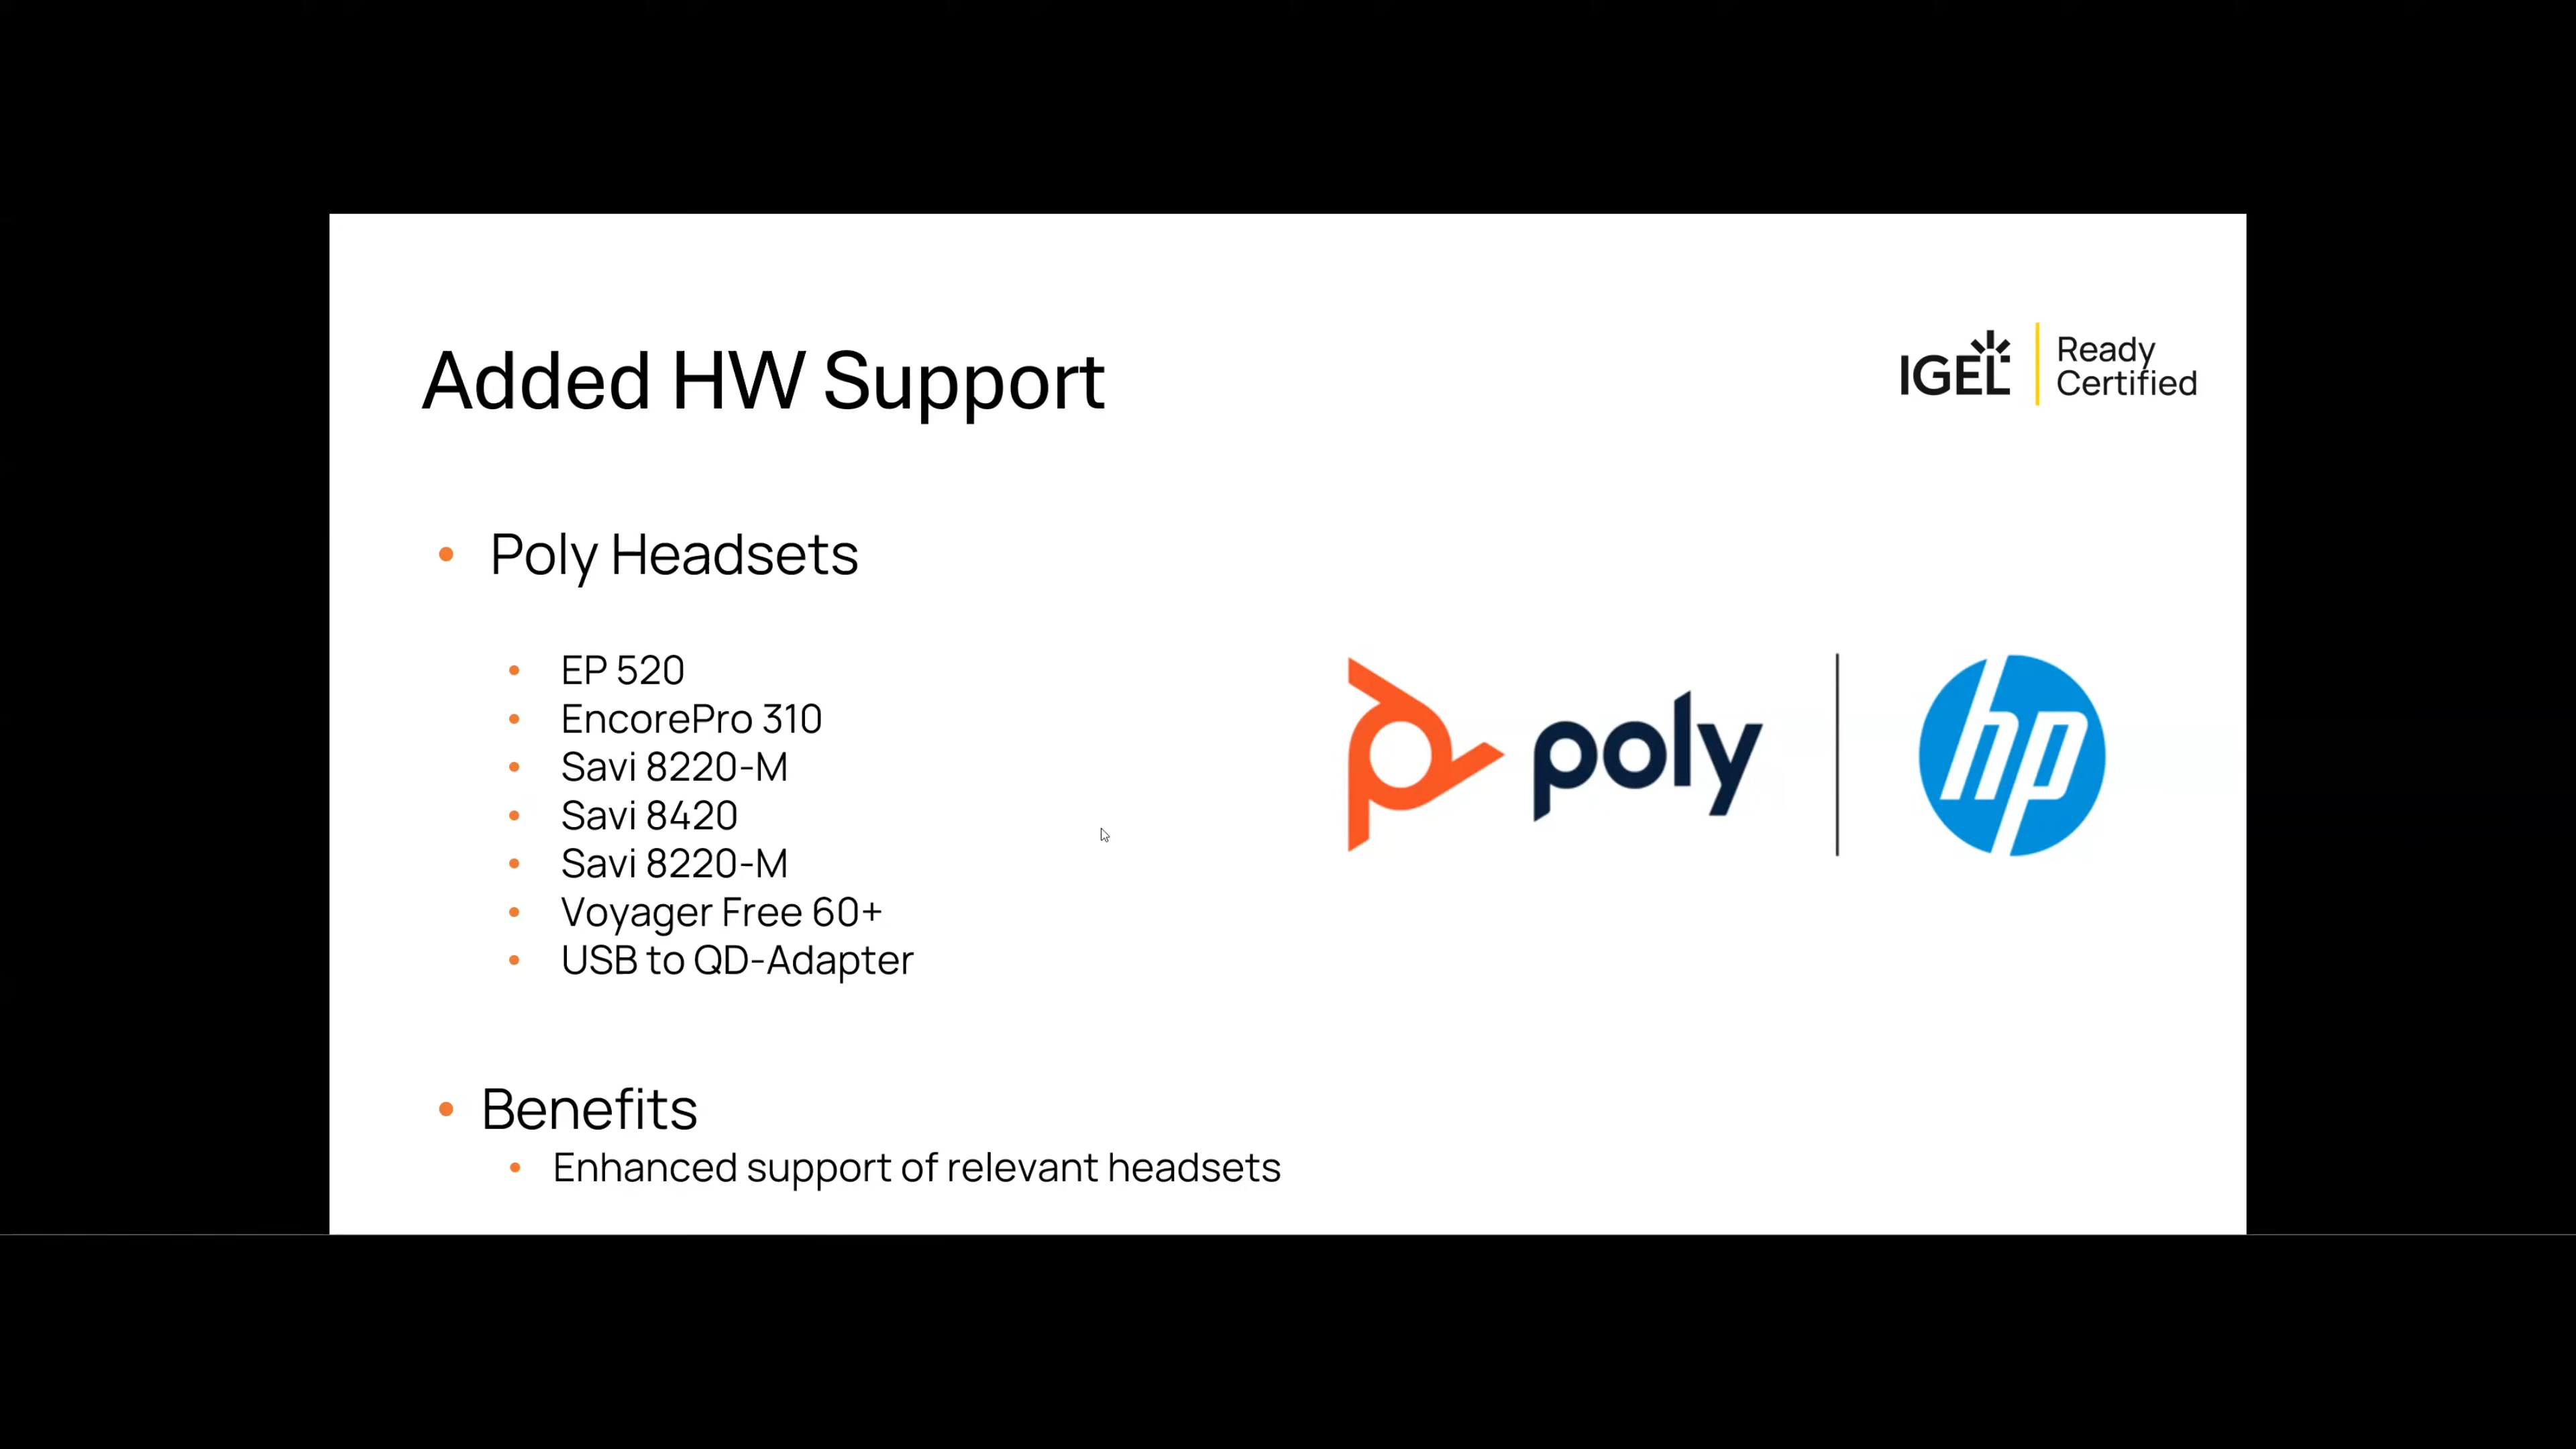 Added HW Support
IGEL
Ready
Certified
• Poly Headsets
• EP 520
• EncorePro 310
• Savi 8220-M
• Savi 8420
• Savi 8220-M
• Voyager Free 60+
• USB to QD-Adapter
poly
hp
• Benefits
• Enhanced support of relevant headsets